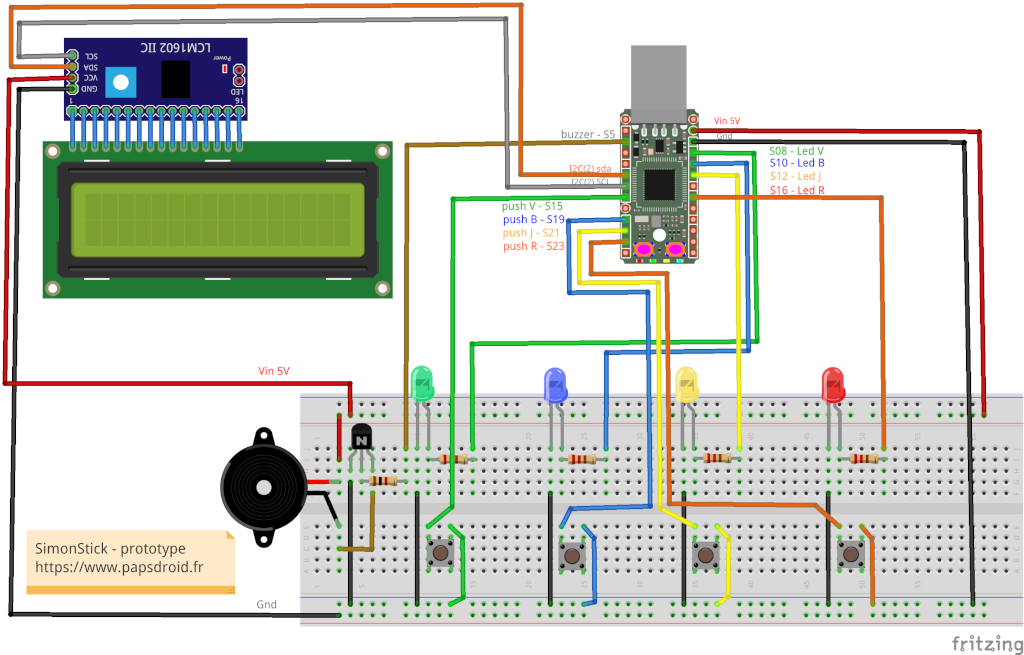 LCM1602 IIC
SCL
SDA
VCC
GND
Power
LED
1
16
Vin 5V
Gnd
buzzer - S5
I2C(2) sda
I2C(2) SCL
S08 - Led V
S10 - Led B
S12 - Led J
S16 - Led R
push V - S15
push B - S19
push J - S21
push R - S23
Vin 5V
N
SimonStick - prototype
https://www.papsdroid.fr
Gnd
fritzing